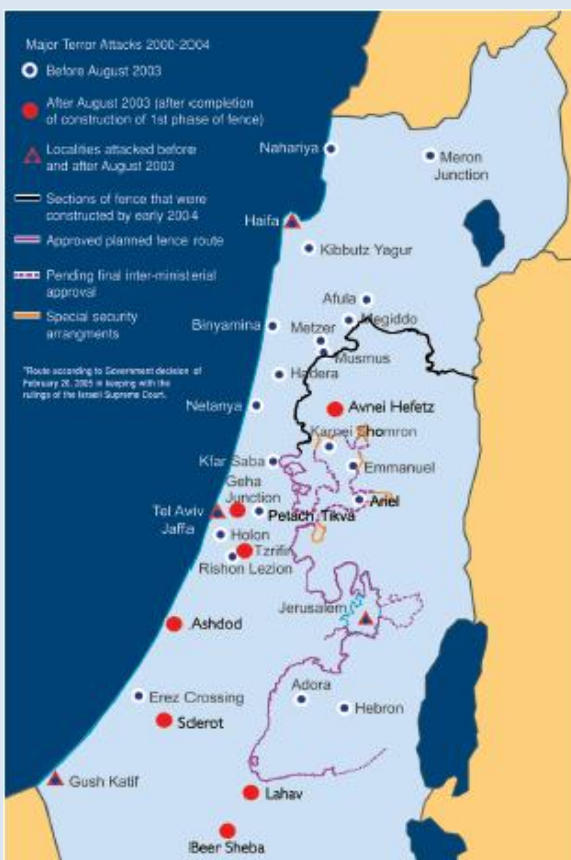 Major Terror Attacks 2000-2004
Before August 2003
After August 2003 (after completion
of construction of 1st phase of fence)
Localities attacked before
and after August 2003
Sections of fence that were
constructed by early 2004
Approved planned fence route
Pending final inter-ministerial
approval
Special security
arrangments
*Route according to Government decision of
February 20, 2005 in keeping with the
rulings of the Israeli Supreme Court.
Nahariya
Meron
Junction
Haifa
Kibbutz Yagur
Afula
Megiddo
Binyamina
Metzer
Musmus
Hadera
Netanya
Avnei Hefetz
Karnei Shomron
Kfar Saba
Emmanuel
Geha
Junction
Ariel
Tel Aviv
Jaffa
Petach Tikva
Holon
Tzrifin
Rishon Lezion
Jerusalem
Ashdod
Adora
Erez Crossing
Hebron
Sderot
Gush Katif
Lahav
Beer Sheba